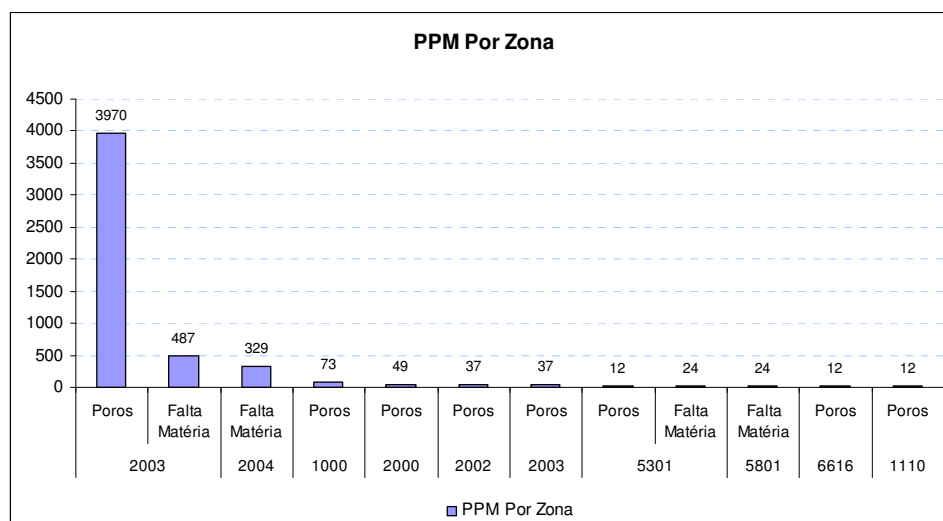 PPM Por Zona
4500
4000
3500
3000
2500
2000
1500
1000
500
0
3970
487
329
73
49
37
37
12
24
24
12
12
Poros
Falta
Matéria
Falta
Matéria
Poros
Poros
Poros
Poros
Poros
Falta
Matéria
Falta
Matéria
Poros
Poros
2003
2004
1000
2000
2002
2003
5301
5801
6616
1110
PPM Por Zona